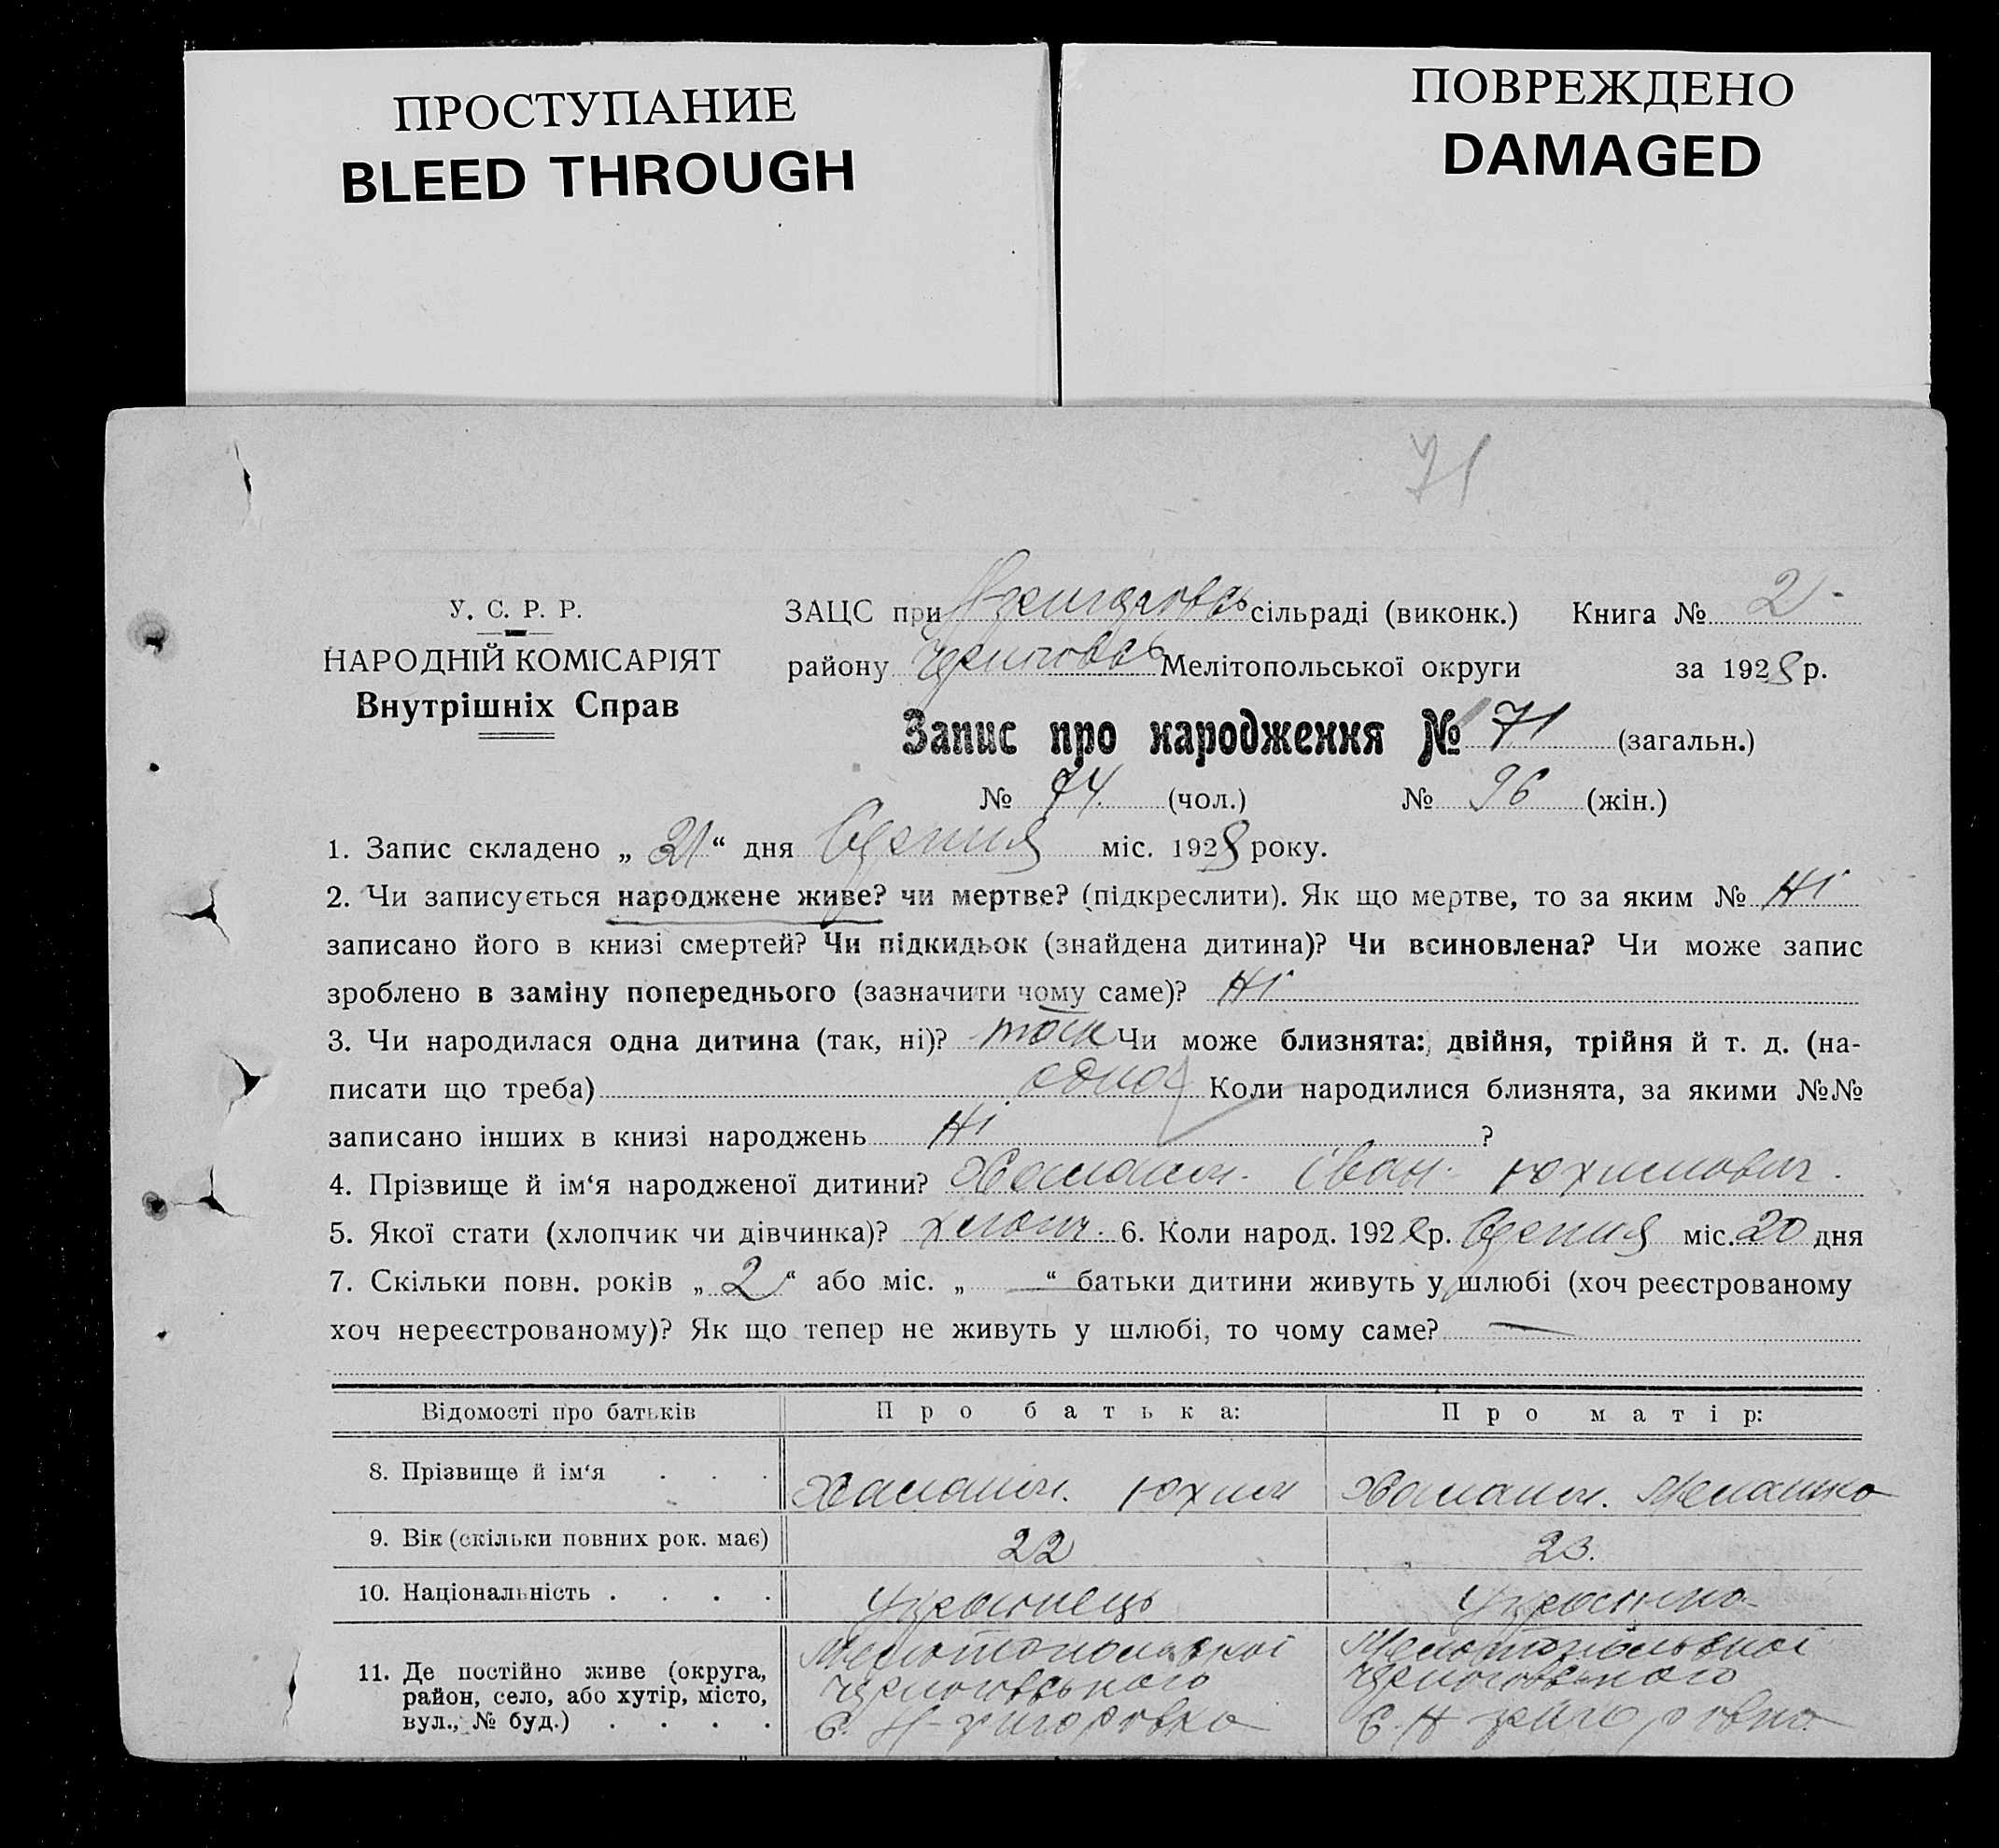 ПРОСТУПАНИЕ
BLEED THROUGH
ПОВРЕЖДЕНО
DAMAGED
71
У. С. Р. Р.
НАРОДНІЙ КОМІСАРІЯТ
Внутрішніх Справ
ЗАЦС при сільраді (виконк.) Книга № 2
району Мелітопольської округи за 1928 р.
Запис про народження № 71 (загальн.)
№ (чол.) № 96 (жін.)
1. Запис складено „ 21 “ дня міс. 1928 року.
2. Чи записується народжене живе? чи мертве? (підкреслити). Як що мертве, то за яким № Ні
записано його в книзі смертей? Чи підкидьок (знайдена дитина)? Чи всиновлена? Чи може запис
зроблено в заміну попереднього (зазначити чому саме)? Ні
3. Чи народилася одна дитина (так, ні)? так Чи може близнята: двійня, трійня й т. д. (на-
писати що треба) одна Коли народилися близнята, за якими №№
записано інших в книзі народжень Ні ?
4. Прізвище й ім‘я народженої дитини? Іван Юхимович.
5. Якої стати (хлопчик чи дівчинка)? хлопч. 6. Коли народ. 1928 р. міс. 20 дня
7. Скільки повн. років „ 2 “ або міс. „ — “ батьки дитини живуть у шлюбі (хоч реєстрованому
хоч нереєстрованому)? Як що тепер не живуть у шлюбі, то чому саме? —
Відомості про батьків Про батька: Про матір:
8. Прізвище й ім‘я . . . Юхим
9. Вік (скільки повних рок. має) 22 23.
10. Національність . . . . Українець Українка
11. Де постійно живе (округа, Мелітопольської Мелітопольської
район, село, або хутір, місто, Черниговського Черниговського
вул., № буд.) . . . . С. С.